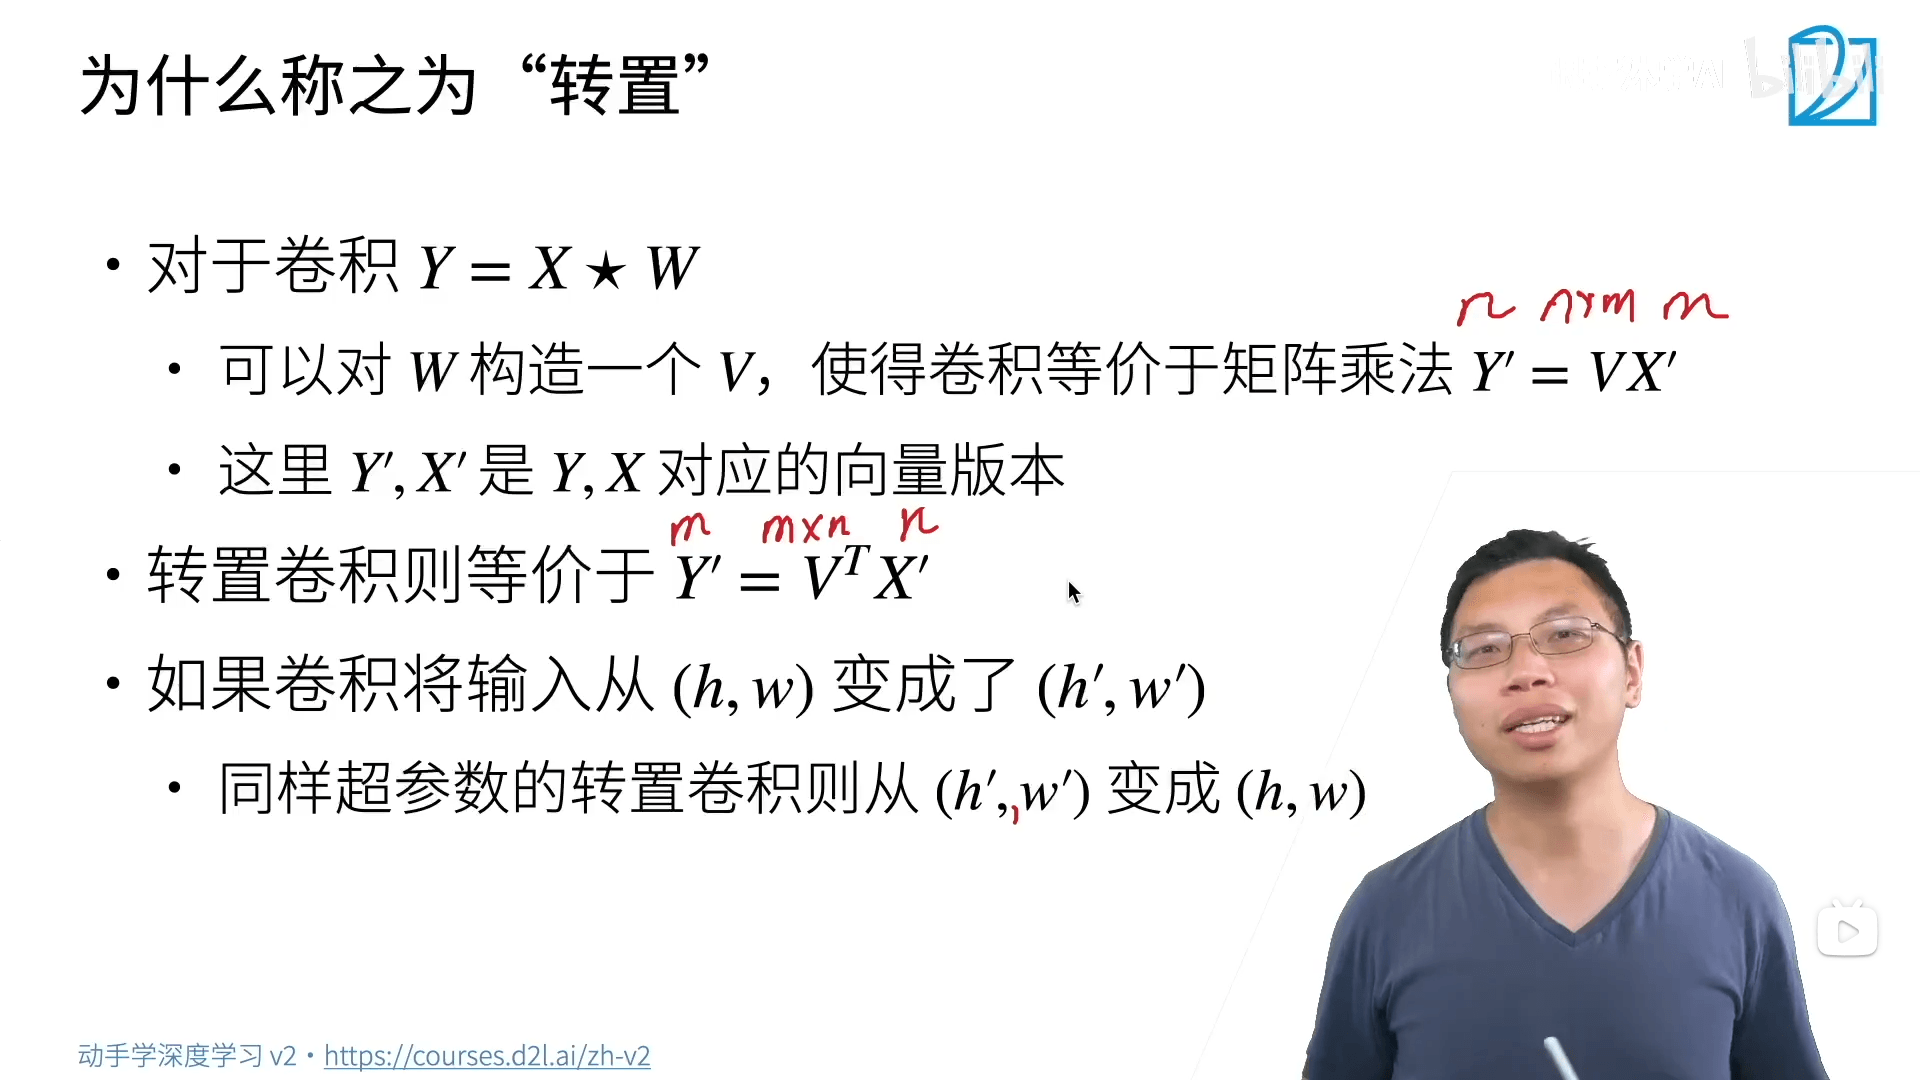 为什么称之为“转置”
bilibili
• 对于卷积 Y = X ★ W
n n×m m
• 可以对 W 构造一个 V，使得卷积等价于矩阵乘法 Y′ = VX′
• 这里 Y′, X′ 是 Y, X 对应的向量版本
m m×n n
• 转置卷积则等价于 Y′ = VᵀX′
• 如果卷积将输入从 (h, w) 变成了 (h′, w′)
• 同样超参数的转置卷积则从 (h′, w′) 变成 (h, w)
动手学深度学习 v2 • https://courses.d2l.ai/zh-v2